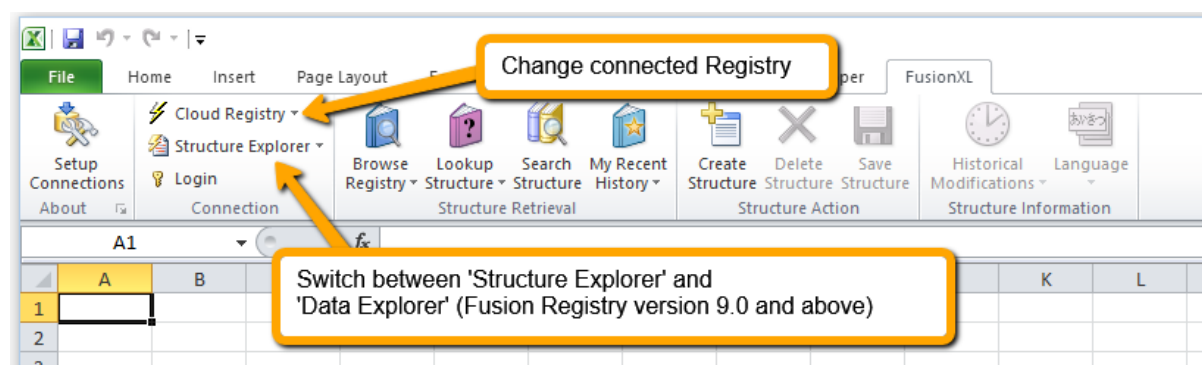 Change connected Registry
File Home Insert Page Layout FusionXL
Cloud Registry
Structure Explorer
Login
Setup
Connections
Browse
Registry
Lookup
Structure
Search
Structure
My Recent
History
Create
Structure
Delete
Structure
Save
Structure
Historical
Modifications
Language
About Connection Structure Retrieval Structure Action Structure Information
A1 fx
Switch between 'Structure Explorer' and
'Data Explorer' (Fusion Registry version 9.0 and above)
A B K L
1
2